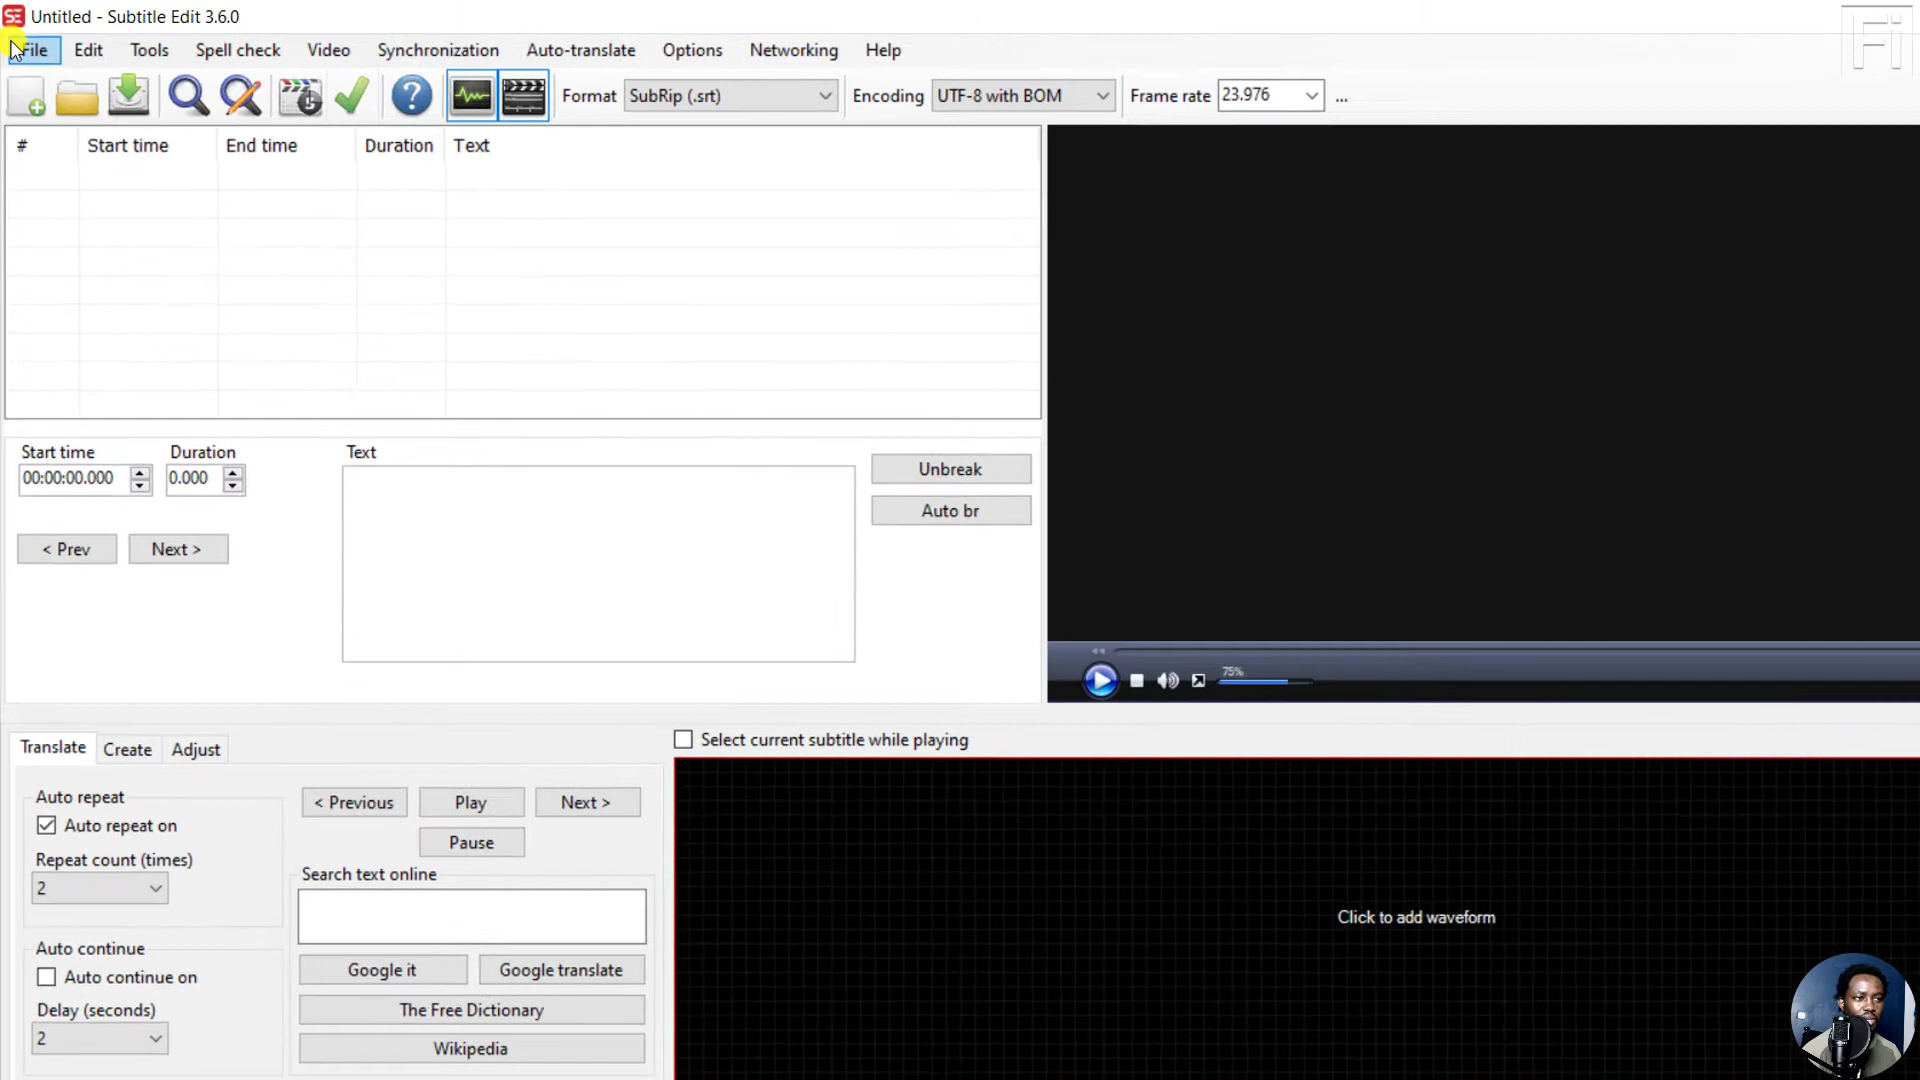 SE Untitled - Subtitle Edit 3.6.0
File Edit Tools Spell check Video Synchronization Auto-translate Options Networking Help
Format SubRip (.srt) Encoding UTF-8 with BOM Frame rate 23.976 ...
# Start time End time Duration Text
Start time Duration Text
00:00:00.000 0.000
Unbreak
Auto br
< Prev Next >
75%
Translate Create Adjust
Select current subtitle while playing
Auto repeat
Auto repeat on
Repeat count (times)
2
< Previous Play Next >
Pause
Search text online
Auto continue
Auto continue on
Delay (seconds)
2
Google it Google translate
The Free Dictionary
Wikipedia
Click to add waveform